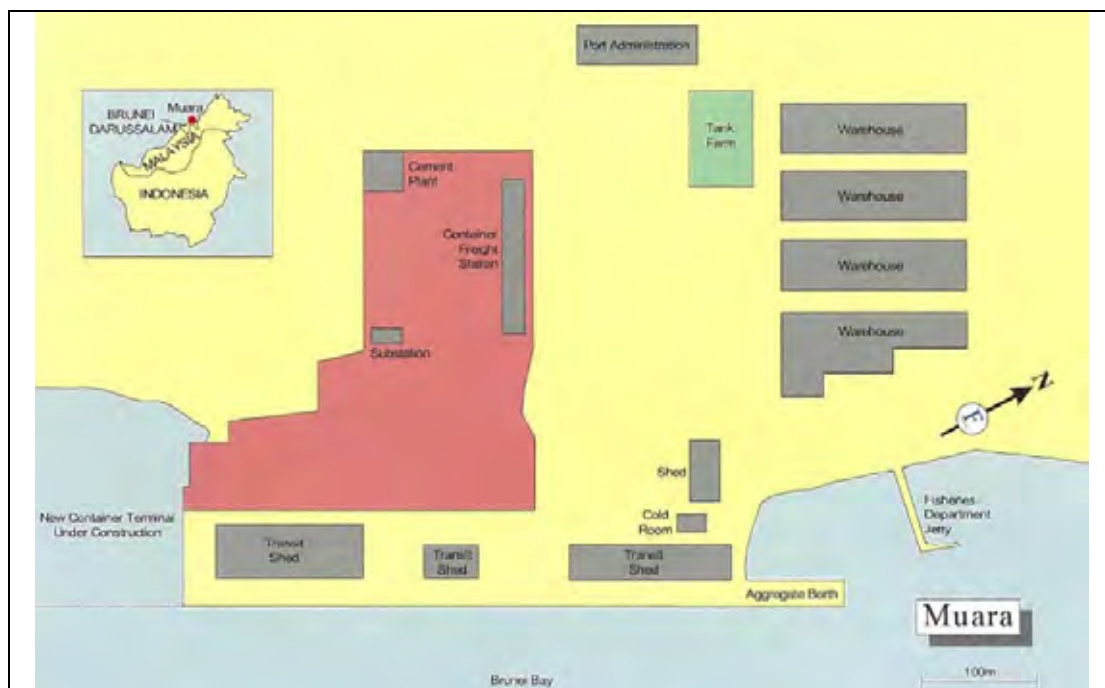 Port Administration
Muara
BRUNEI
DARUSSALAM
MALAYSIA
INDONESIA
Tank
Farm
Warehouse
Cement
Plant
Warehouse
Container
Freight
Station
Warehouse
Substation
Warehouse
N
Shed
New Container Terminal
Under Construction
Cold
Room
Fisheries
Department
Jerry
Transit
Shed
Transit
Shed
Transit
Shed
Aggregate Berth
Muara
100m
Brunei Bay